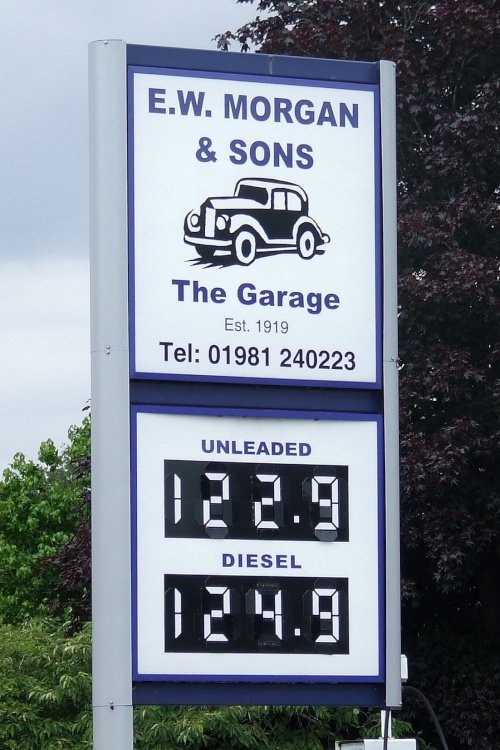 E.W. MORGAN
& SONS
The Garage
Est. 1919
Tel: 01981 240223
UNLEADED
122.9
DIESEL
124.9